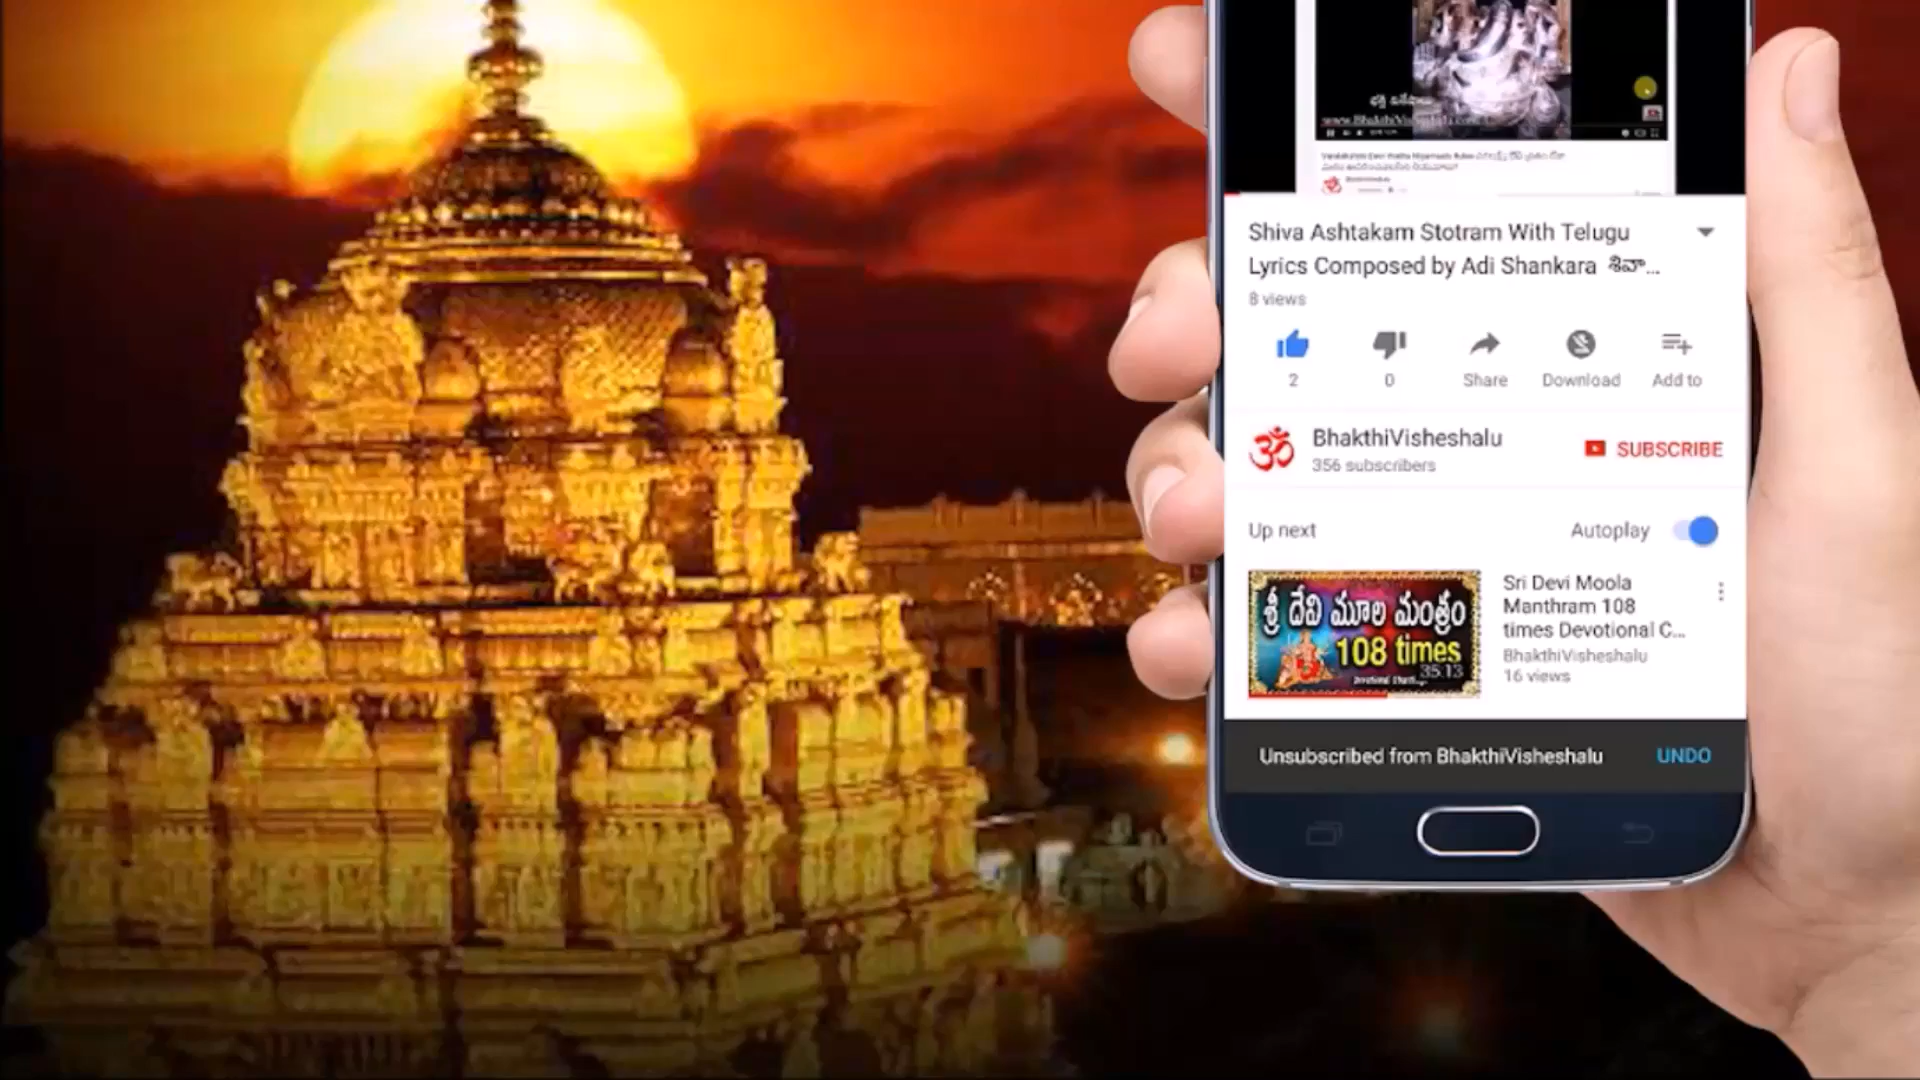 భక్తి విశేషాలు
Shiva Ashtakam Stotram With Telugu
Lyrics Composed by Adi Shankara శివా...
8 views
2
0
Share
Download
Add to
ॐ
BhakthiVisheshalu
356 subscribers
SUBSCRIBE
Up next
Autoplay
శ్రీ దేవి మూల మంత్రం
108 times
35:13
Sri Devi Moola
Manthram 108
times Devotional C...
BhakthiVisheshalu
16 views
Unsubscribed from BhakthiVisheshalu
UNDO